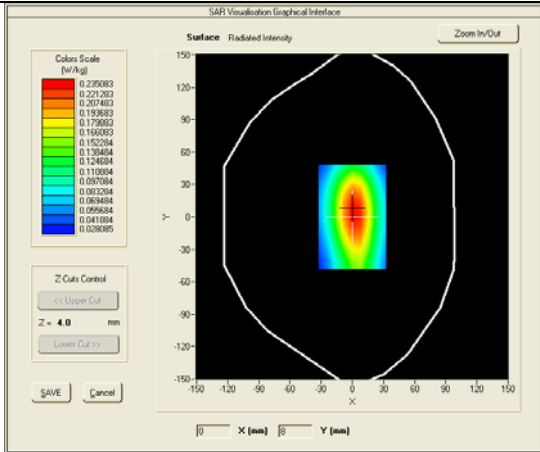 SAR Visualisation Graphical Interface
Surface Radiated Intensity
Zoom In/Out
Colors Scale
(W/kg)
0.235083
0.221283
0.207483
0.193683
0.179883
0.166083
0.152284
0.138484
0.124684
0.110884
0.097084
0.083284
0.069484
0.055684
0.041884
0.028085
Z Cuts Control
<< Upper Cut
Z = 4.0 mm
Lower Cut >>
SAVE Cancel
150
120
90
60
30
0
-30
-60
-90
-120
-150
Y
-150 -120 -90 -60 -30 0 30 60 90 120 150
X
0 X (mm) 8 Y (mm)